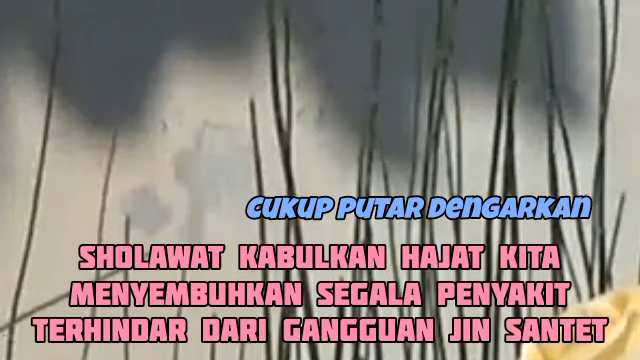 CUKUP PUTAR DENGARKAN
SHOLAWAT KABULKAN HAJAT KITA
MENYEMBUHKAN SEGALA PENYAKIT
TERHINDAR DARI GANGGUAN JIN SANTET